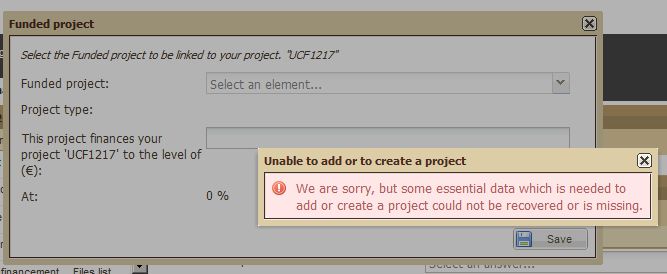 Funded project
Select the Funded project to be linked to your project. "UCF1217"
Funded project:
Select an element...
Project type:
This project finances your
project 'UCF1217' to the level of
(€):
Unable to add or to create a project
We are sorry, but some essential data which is needed to
add or create a project could not be recovered or is missing.
At:
0 %
Save
financement Files list
Select an answer...